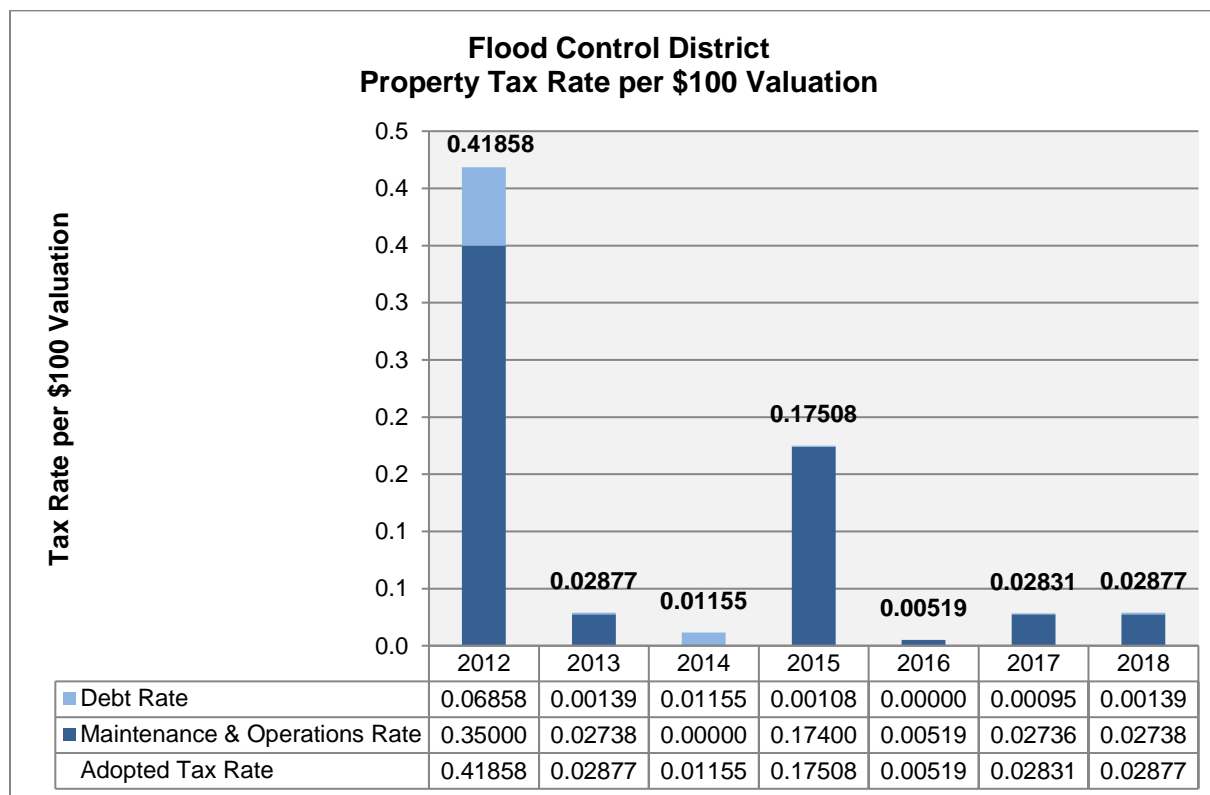 Flood Control District
Property Tax Rate per $100 Valuation
Tax Rate per $100 Valuation
0.5
0.4
0.4
0.3
0.3
0.2
0.2
0.1
0.1
0.0
0.41858
0.02877
0.01155
0.17508
0.00519
0.02831
0.02877
2012 2013 2014 2015 2016 2017 2018
Debt Rate 0.06858 0.00139 0.01155 0.00108 0.00000 0.00095 0.00139
Maintenance & Operations Rate 0.35000 0.02738 0.00000 0.17400 0.00519 0.02736 0.02738
Adopted Tax Rate 0.41858 0.02877 0.01155 0.17508 0.00519 0.02831 0.02877